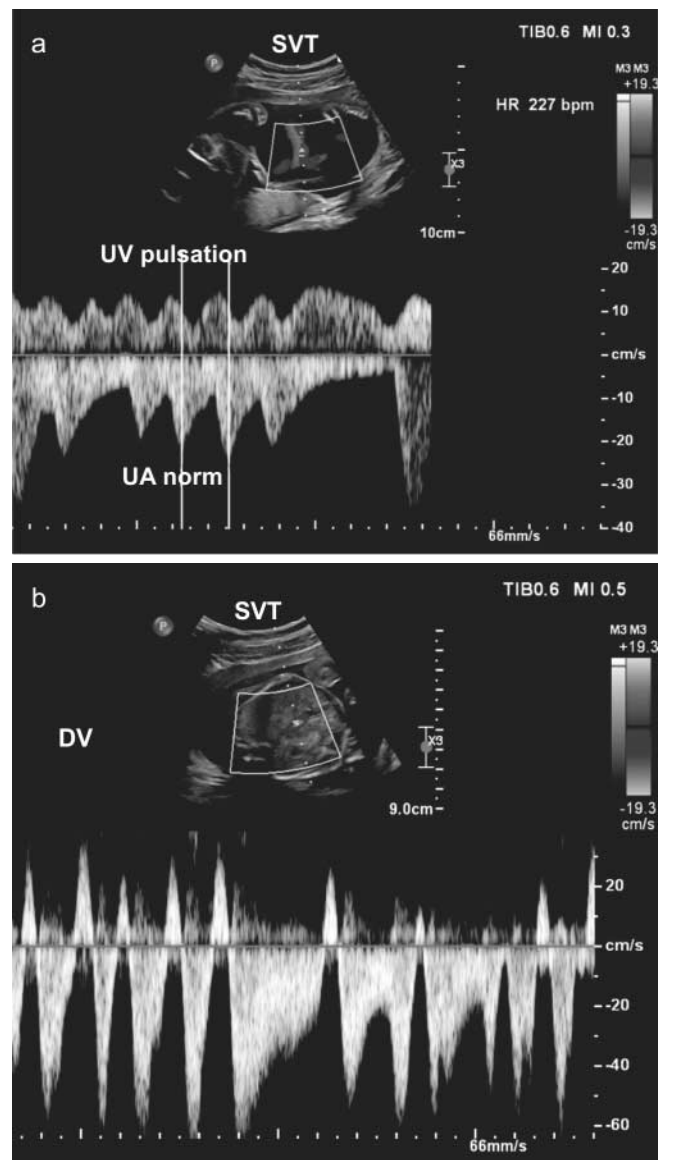 a
SVT
TIB0.6 MI 0.3
P
M3 M3
+19.3
HR 227 bpm
X3
10cm
-19.3
cm/s
UV pulsation
20
10
cm/s
-10
-20
UA norm
-30
-40
66mm/s
b
SVT
TIB0.6 MI 0.5
P
M3 M3
+19.3
DV
X3
9.0cm
-19.3
cm/s
20
cm/s
-20
-40
-60
66mm/s